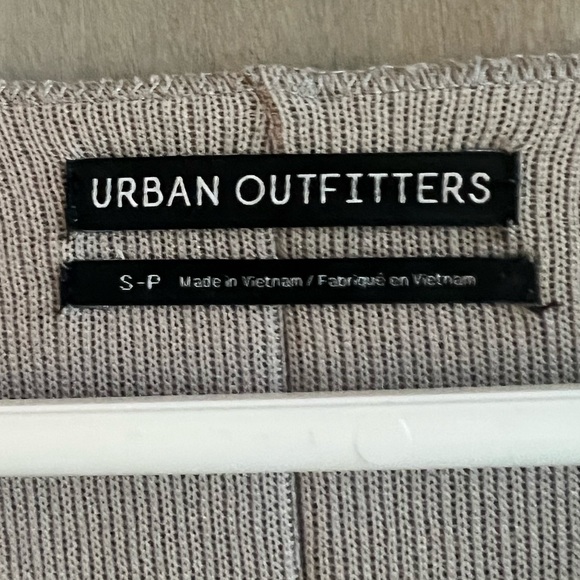 URBAN OUTFITTERS
S-P Made in Vietnam / Fabriqué en Vietnam